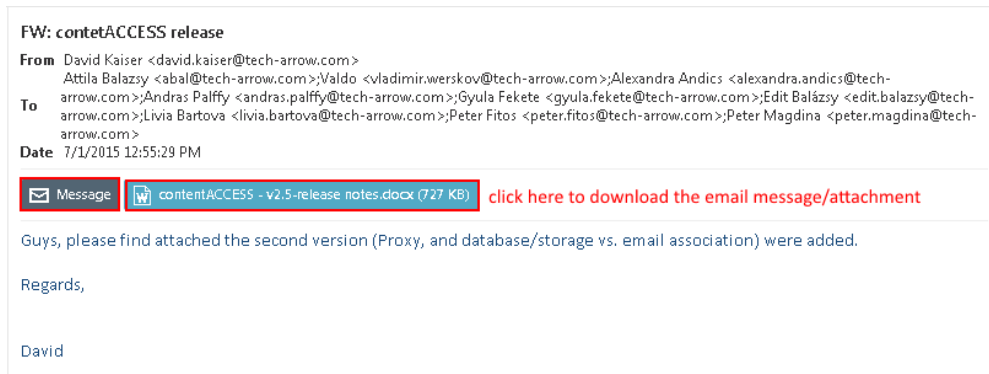 FW: contetACCESS release
From David Kaiser <david.kaiser@tech-arrow.com>
Attila Balazsy <abal@tech-arrow.com>;Valdo <vladimir.werskov@tech-arrow.com>;Alexandra Andics <alexandra.andics@tech-
To arrow.com>;Andras Palffy <andras.palffy@tech-arrow.com>;Gyula Fekete <gyula.fekete@tech-arrow.com>;Edit Balázsy <edit.balazsy@tech-
arrow.com>;Livia Bartova <livia.bartova@tech-arrow.com>;Peter Fitos <peter.fitos@tech-arrow.com>;Peter Magdina <peter.magdina@tech-
arrow.com>
Date 7/1/2015 12:55:29 PM
Message contentACCESS - v2.5-release notes.docx (727 KB) click here to download the email message/attachment
Guys, please find attached the second version (Proxy, and database/storage vs. email association) were added.
Regards,
David